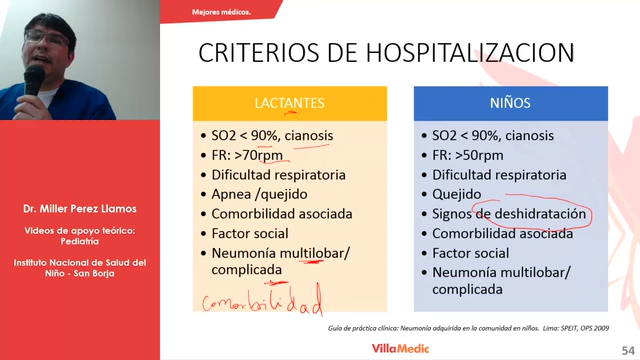 Mejores médicos.
CRITERIOS DE HOSPITALIZACION
LACTANTES
• SO2 < 90%, cianosis
• FR: >70rpm
• Dificultad respiratoria
• Apnea /quejido
• Comorbilidad asociada
• Factor social
• Neumonía multilobar/
complicada
comorbilidad
NIÑOS
• SO2 < 90%, cianosis
• FR: >50rpm
• Dificultad respiratoria
• Quejido
• Signos de deshidratación
• Comorbilidad asociada
• Factor social
• Neumonía multilobar/
complicada
Dr. Miller Perez Llamos
Videos de apoyo teórico:
Pediatría
Instituto Nacional de Salud del
Niño - San Borja
Guía de práctica clínica: Neumonía adquirida en la comunidad en niños. Lima: SPEIT, OPS 2009
VillaMedic
54